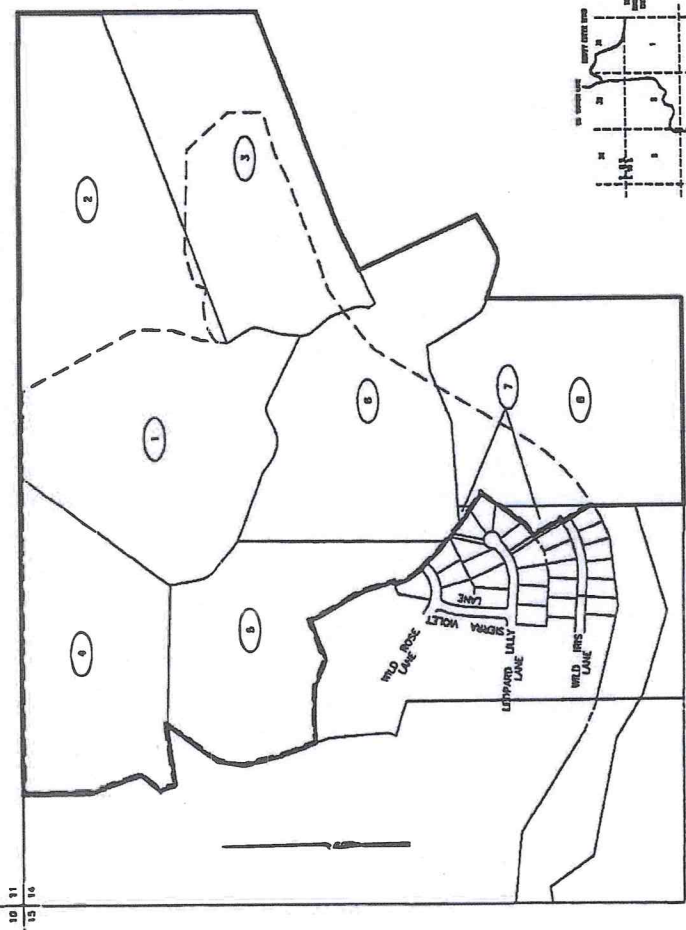 10 11
15 14
2
3
1
4
6
5
7
8
WILD ROSE
LANE
SIERRA VIOLET
LANE
LEOPARD LILLY
LANE
WILD IRIS
LANE